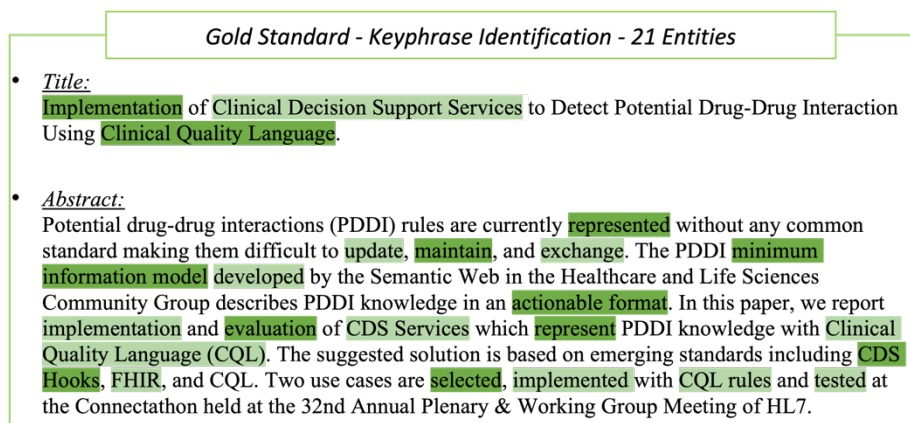 Gold Standard - Keyphrase Identification - 21 Entities
• Title:
Implementation of Clinical Decision Support Services to Detect Potential Drug-Drug Interaction
Using Clinical Quality Language.
• Abstract:
Potential drug-drug interactions (PDDI) rules are currently represented without any common
standard making them difficult to update, maintain, and exchange. The PDDI minimum
information model developed by the Semantic Web in the Healthcare and Life Sciences
Community Group describes PDDI knowledge in an actionable format. In this paper, we report
implementation and evaluation of CDS Services which represent PDDI knowledge with Clinical
Quality Language (CQL). The suggested solution is based on emerging standards including CDS
Hooks, FHIR, and CQL. Two use cases are selected, implemented with CQL rules and tested at
the Connectathon held at the 32nd Annual Plenary & Working Group Meeting of HL7.